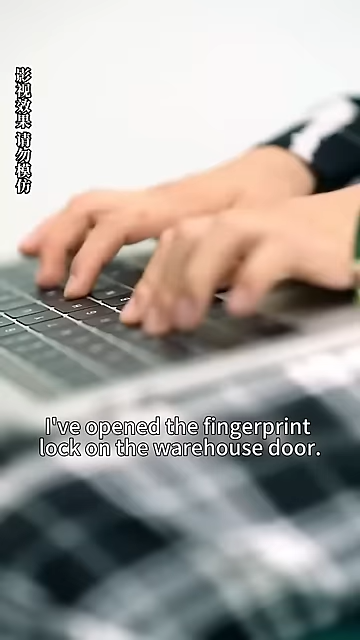 影视效果 请勿模仿
I've opened the fingerprint
lock on the warehouse door.